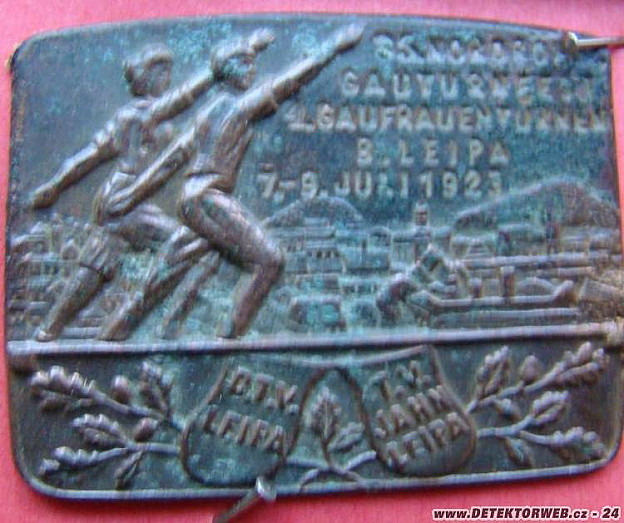 GAUTURNFEST
GAUFRAUENTURNEN
B. LEIPA
7.-9. JULI 1923
D.T.V.
LEIPA
T.V.
JAHN
LEIPA
www.DETEKTORWEB.cz - 24